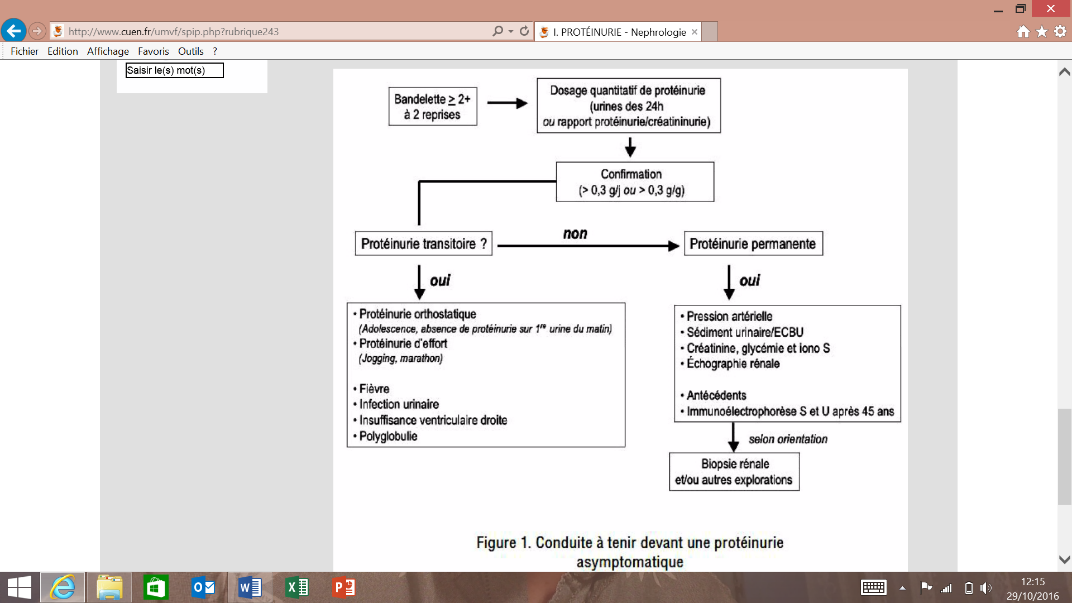 http://www.cuen.fr/umvf/spip.php?rubrique243
I. PROTÉINURIE - Nephrologie
Fichier Edition Affichage Favoris Outils ?
Saisir le(s) mot(s)
Bandelette ≥ 2+
à 2 reprises
Dosage quantitatif de protéinurie
(urines des 24h
ou rapport protéinurie/créatininurie)
Confirmation
(> 0,3 g/j ou > 0,3 g/g)
Protéinurie transitoire ?
non
Protéinurie permanente
oui
oui
• Protéinurie orthostatique
(Adolescence, absence de protéinurie sur 1re urine du matin)
• Protéinurie d'effort
(Jogging, marathon)
• Fièvre
• Infection urinaire
• Insuffisance ventriculaire droite
• Polyglobulie
• Pression artérielle
• Sédiment urinaire/ECBU
• Créatinine, glycémie et iono S
• Échographie rénale
• Antécédents
• Immunoélectrophorèse S et U après 45 ans
selon orientation
Biopsie rénale
et/ou autres explorations
Figure 1. Conduite à tenir devant une protéinurie
asymptomatique
12:15
29/10/2016